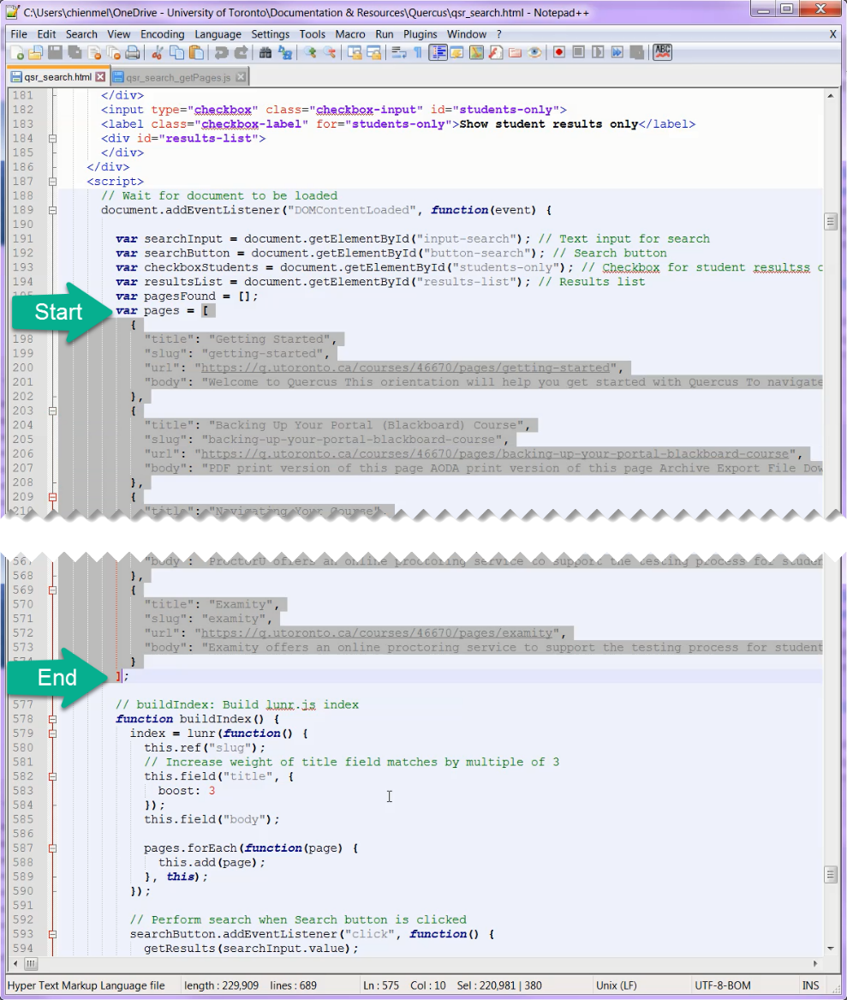 C:\Users\chienmel\OneDrive - University of Toronto\Documentation & Resources\Quercus\qsr_search.html - Notepad++
File Edit Search View Encoding Language Settings Tools Macro Run Plugins Window ? X
qsr_search.html qsr_search_getPages.js
181 </div>
182 <input type="checkbox" class="checkbox-input" id="students-only">
183 <label class="checkbox-label" for="students-only">Show student results only</label>
184 <div id="results-list">
185 </div>
186 </div>
187 <script>
188 // Wait for document to be loaded
189 document.addEventListener("DOMContentLoaded", function(event) {
190
191 var searchInput = document.getElementById("input-search"); // Text input for search
192 var searchButton = document.getElementById("button-search"); // Search button
193 var checkboxStudents = document.getElementById("students-only"); // Checkbox for student resultss
194 var resultsList = document.getElementById("results-list"); // Results list
195 var pagesFound = [];
Start var pages = [
{
198 "title": "Getting Started",
199 "slug": "getting-started",
200 "url": "https://q.utoronto.ca/courses/46670/pages/getting-started",
201 "body": "Welcome to Quercus This orientation will help you get started with Quercus To navigate
202 },
203 {
204 "title": "Backing Up Your Portal (Blackboard) Course",
205 "slug": "backing-up-your-portal-blackboard-course",
206 "url": "https://q.utoronto.ca/courses/46670/pages/backing-up-your-portal-blackboard-course",
207 "body": "PDF print version of this page AODA print version of this page Archive Export File
208 },
209 {
210 "title": "Navigating Your Course",
567 "body": "ProctorU offers an online proctoring service to support the testing process for
568 },
569 {
570 "title": "Examity",
571 "slug": "examity",
572 "url": "https://q.utoronto.ca/courses/46670/pages/examity",
573 "body": "Examity offers an online proctoring service to support the testing process for student
574 }
End ];
577 // buildIndex: Build lunr.js index
578 function buildIndex() {
579 index = lunr(function() {
580 this.ref("slug");
581 // Increase weight of title field matches by multiple of 3
582 this.field("title", {
583 boost: 3
584 });
585 this.field("body");
586
587 pages.forEach(function(page) {
588 this.add(page);
589 }, this);
590 });
591
592 // Perform search when Search button is clicked
593 searchButton.addEventListener("click", function() {
594 getResults(searchInput.value);
Hyper Text Markup Language file length : 229,909 lines : 689 Ln : 575 Col : 10 Sel : 220,981 | 380 Unix (LF) UTF-8-BOM INS